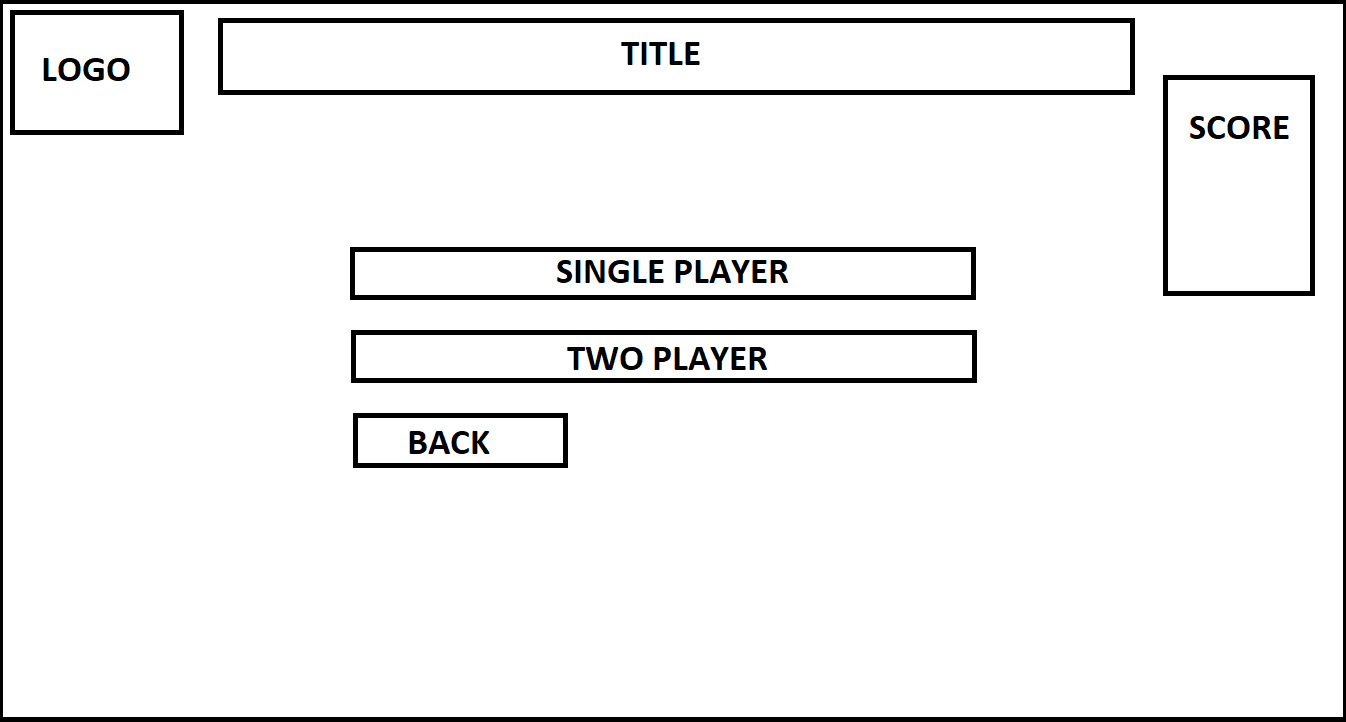 LOGO
TITLE
SCORE
SINGLE PLAYER
TWO PLAYER
BACK